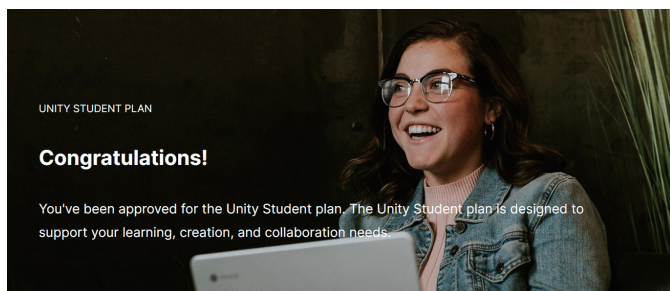 UNITY STUDENT PLAN
Congratulations!
You've been approved for the Unity Student plan. The Unity Student plan is designed to
support your learning, creation, and collaboration needs.